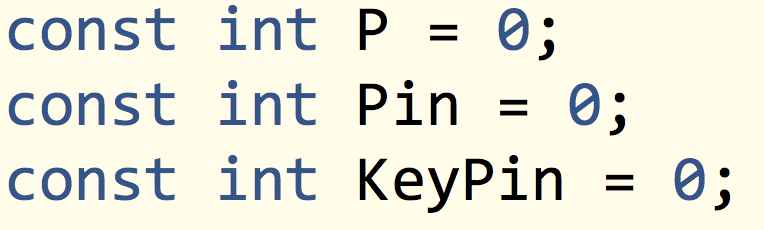 const int P = 0;
const int Pin = 0;
const int KeyPin = 0;